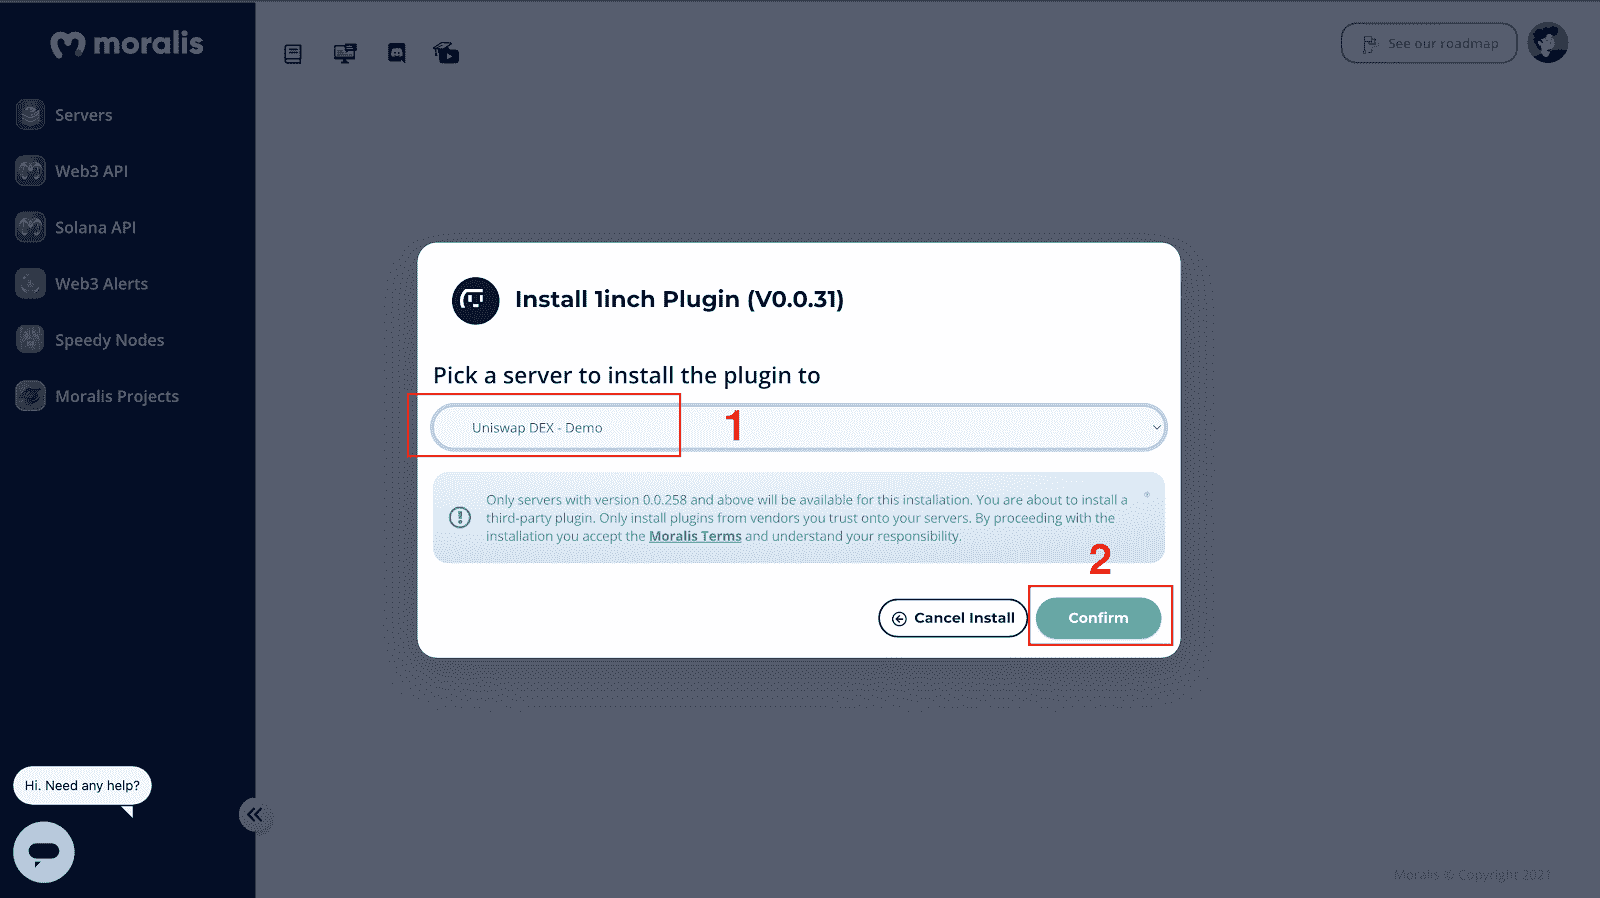 moralis
See our roadmap
Servers
Web3 API
Solana API
Web3 Alerts
Speedy Nodes
Moralis Projects
Install 1inch Plugin (V0.0.31)
Pick a server to install the plugin to
Uniswap DEX - Demo
1
Only servers with version 0.0.258 and above will be available for this installation. You are about to install a
third-party plugin. Only install plugins from vendors you trust onto your servers. By proceeding with the
installation you accept the Moralis Terms and understand your responsibility.
2
Cancel Install
Confirm
Hi. Need any help?
Moralis © Copyright 2021